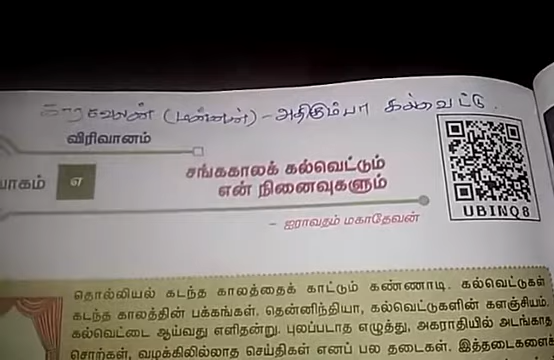 காரவேலன் (மன்னன்) - அதிகும்பா கல்வெட்டு.
விரிவானம்
பாகம் எ
சங்ககாலக் கல்வெட்டும்
என் நினைவுகளும்
UBINQ8
– ஐராவதம் மகாதேவன்
தொல்லியல் கடந்த காலத்தைக் காட்டும் கண்ணாடி. கல்வெட்டுகள்
கடந்த காலத்தின் பக்கங்கள். தென்னிந்தியா, கல்வெட்டுகளின் களஞ்சியம்.
கல்வெட்டை ஆய்வது எளிதன்று. புலப்படாத எழுத்து, அகராதியில் அடங்காத
சொற்கள், வழக்கிலில்லாத செய்திகள் எனப் பல தடைகள். இத்தடைகளைக்